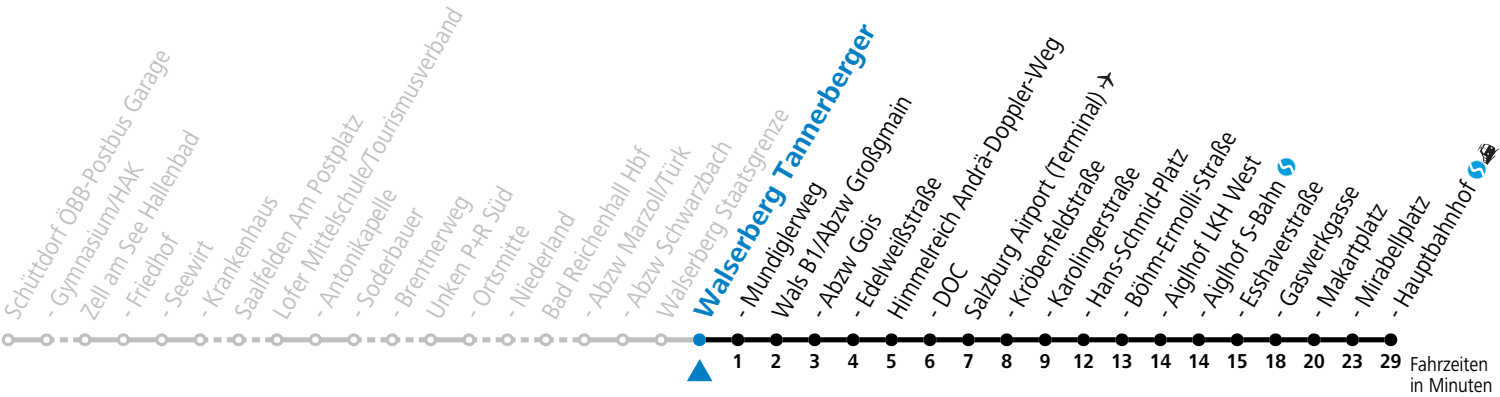 Schüttdorf ÖBB-Postbus Garage
- Gymnasium/HAK
Zell am See Hallenbad
- Friedhof
- Seewirt
- Krankenhaus
Saalfelden Am Postplatz
Lofer Mittelschule/Tourismusverband
- Antonikapelle
- Soderbauer
- Brentnerweg
Unken P+R Süd
- Ortsmitte
- Niederland
Bad Reichenhall Hbf
- Abzw Marzoll/Türk
- Abzw Schwarzbach
Walserberg Staatsgrenze
Walserberg Tannerberger
- Mundiglerweg
Wals B1/Abzw Großgmain
- Abzw Gois
- Edelweißstraße
Himmelreich Andrä-Doppler-Weg
- DOC
Salzburg Airport (Terminal)
- Kröbenfeldstraße
- Karolingerstraße
- Hans-Schmid-Platz
- Böhm-Ermolli-Straße
- Aiglhof LKH West
- Aiglhof S-Bahn
- Esshaverstraße
- Gaswerkgasse
- Makartplatz
- Mirabellplatz
- Hauptbahnhof
1 2 3 4 5 6 7 8 9 12 13 14 14 15 18 20 23 29
Fahrzeiten
in Minuten